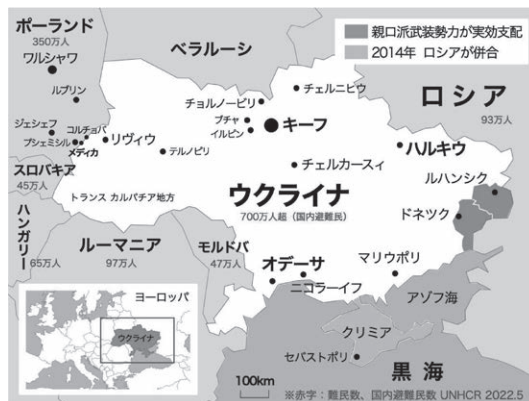 親ロ派武装勢力が実効支配
2014年 ロシアが併合
ポーランド
350万人
ワルシャワ
ルブリン
ベラルーシ
チェルニヒウ
ロシア
93万人
チョルノービリ
ブチャ
イルピン
キーフ
ジェシェフ
コルチョバ
プシェミシル
メディカ
リヴィウ
テルノピリ
ハルキウ
チェルカースィ
スロバキア
45万人
トランス カルパチア地方
ウクライナ
700万人超(国内避難民)
ルハンシク
ドネツク
ハンガリー
65万人
ルーマニア
97万人
モルドバ
47万人
オデーサ
ニコラーイフ
マリウポリ
アゾフ海
クリミア
セバストポリ
黒海
ヨーロッパ
ウクライナ
100km
※赤字:難民数、国内避難民数 UNHCR 2022.5